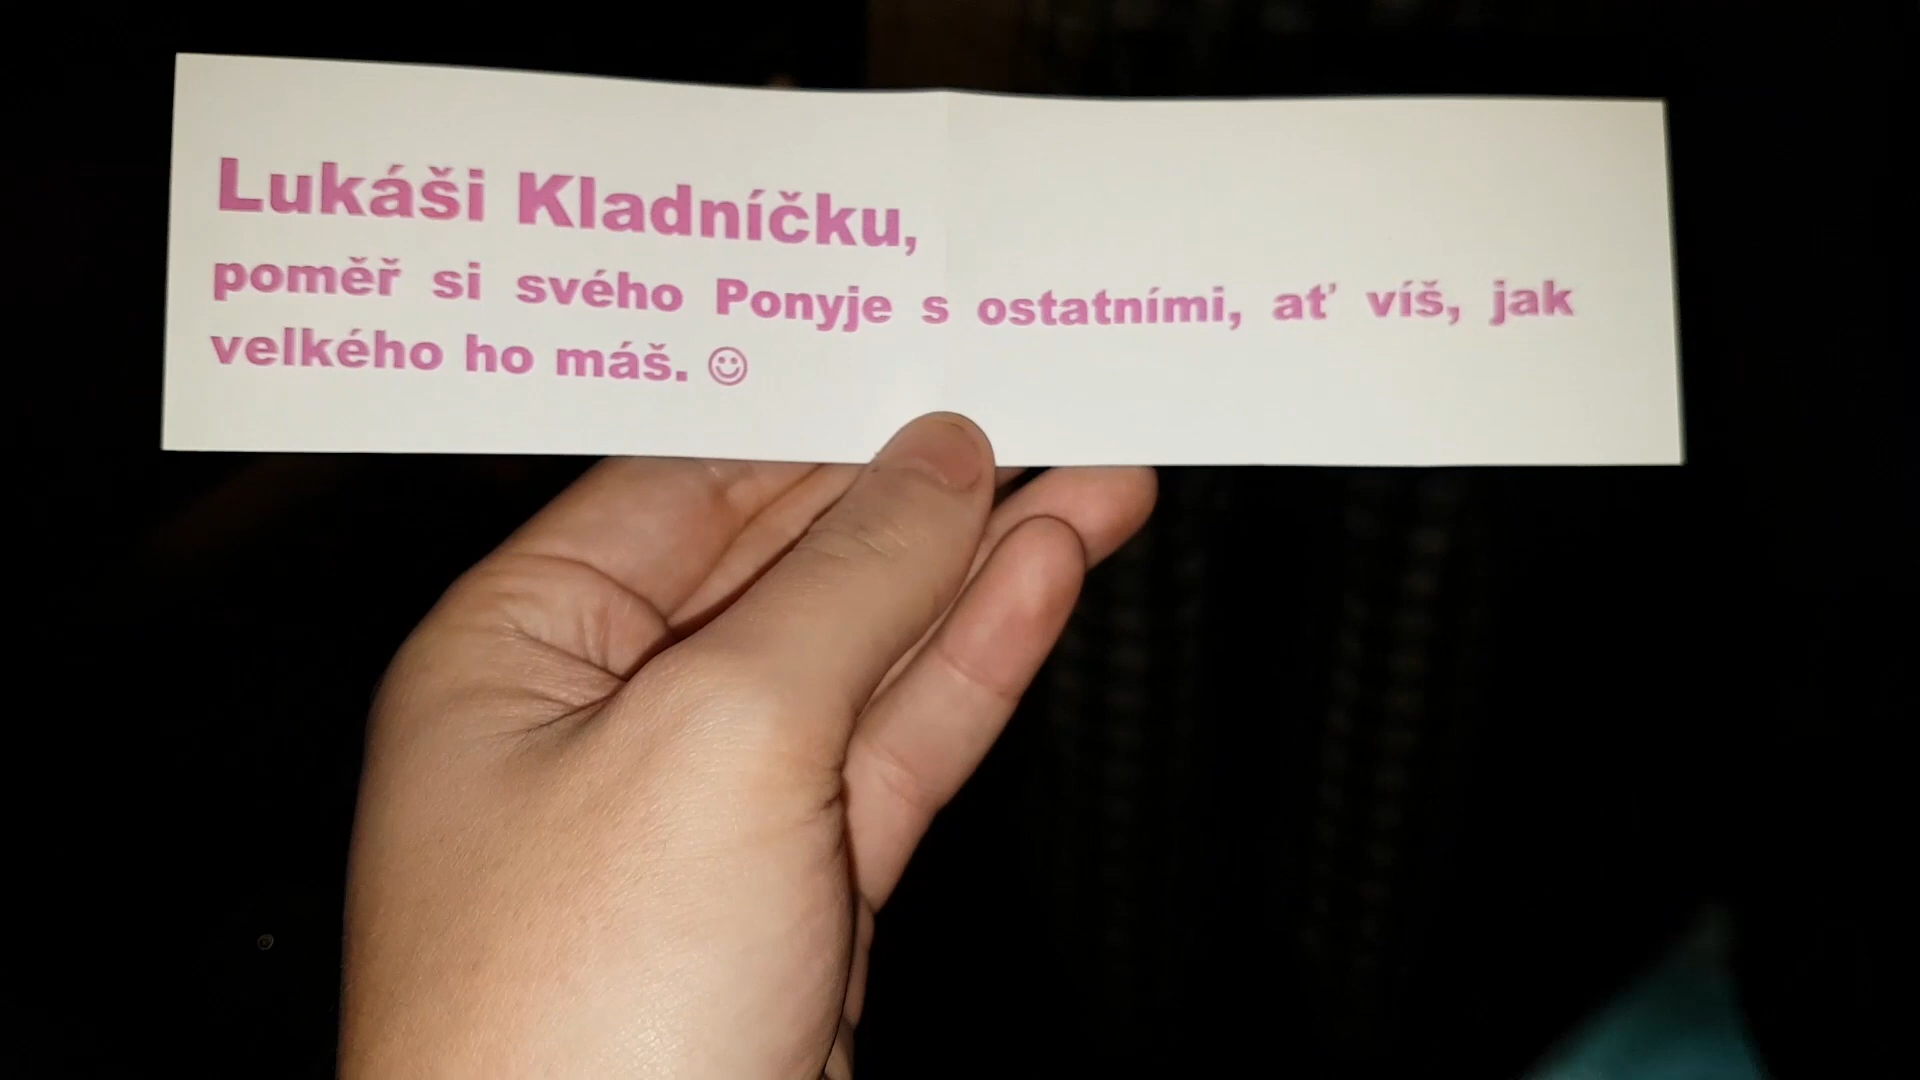 Lukáši Kladníčku,
poměř si svého Ponyje s ostatními, ať víš, jak
velkého ho máš. ☺